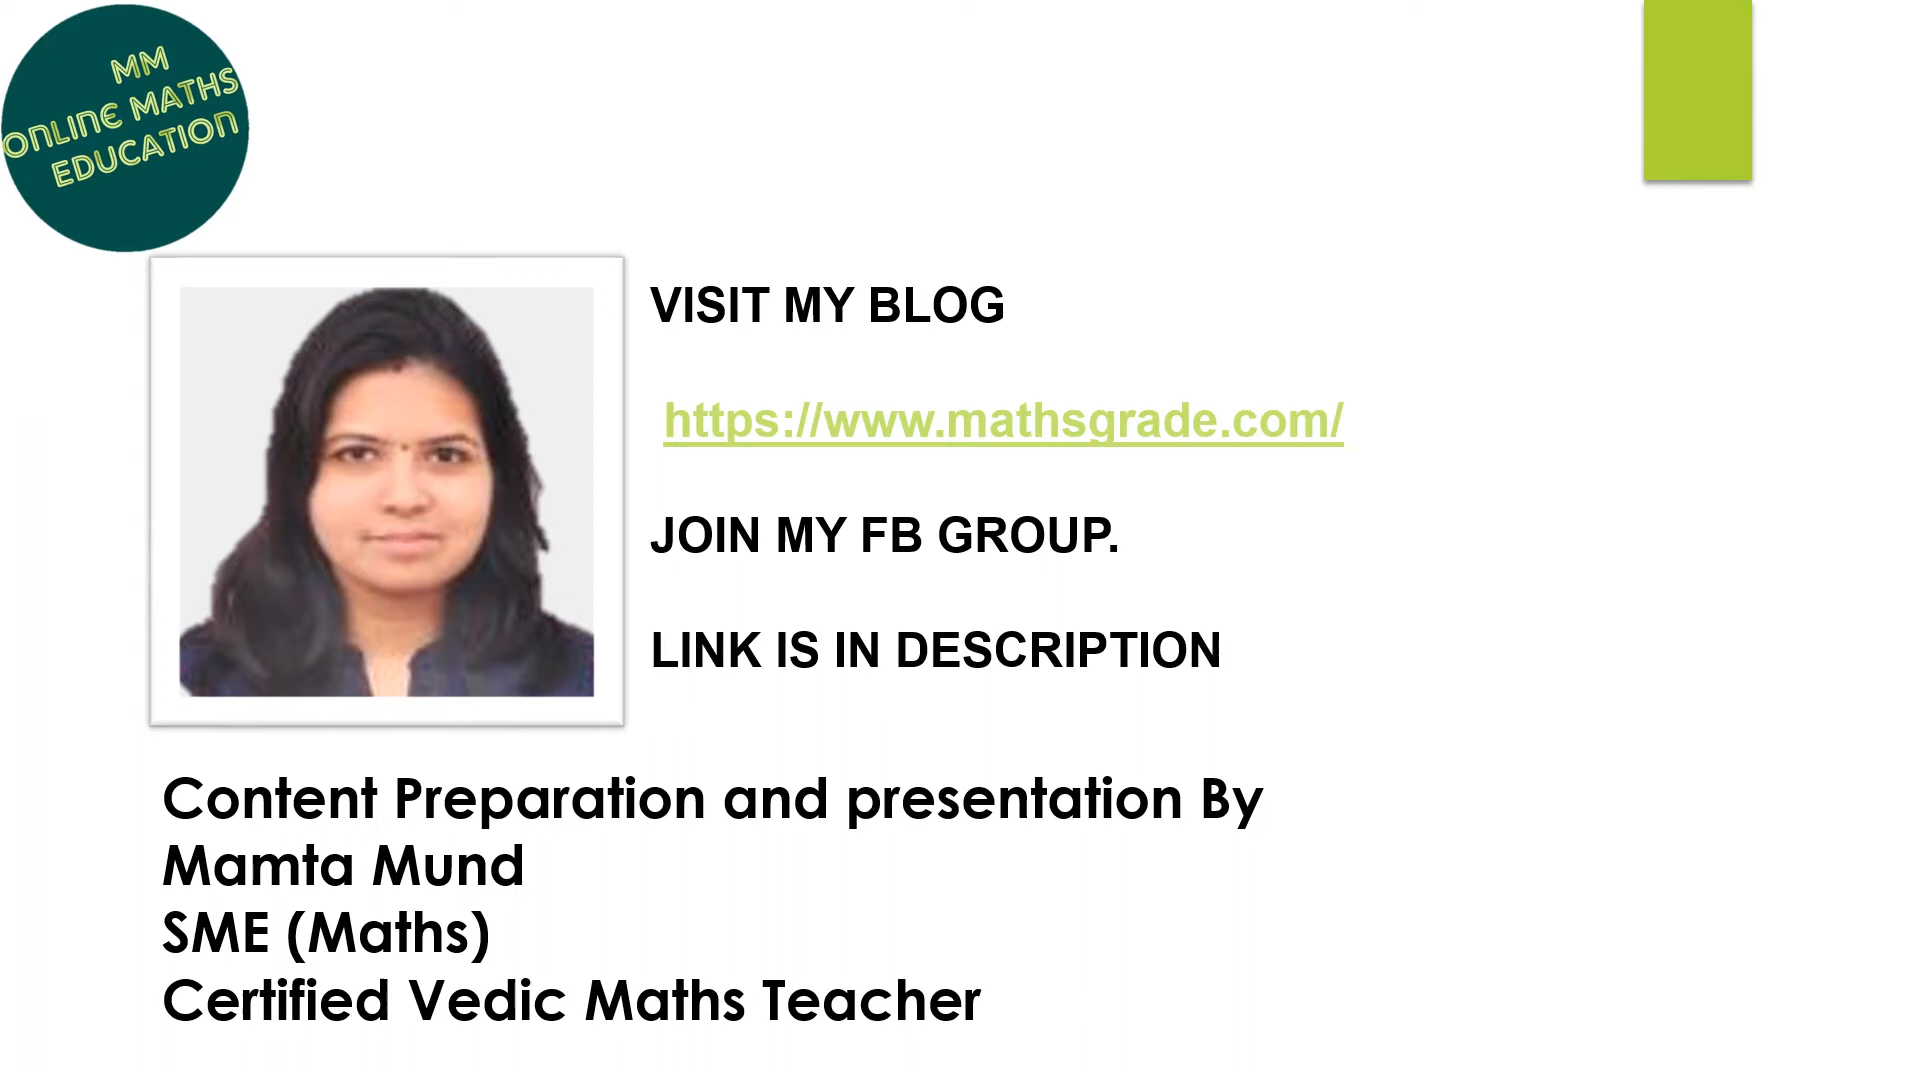 MM
ONLINE MATHS
EDUCATION
VISIT MY BLOG
https://www.mathsgrade.com/
JOIN MY FB GROUP.
LINK IS IN DESCRIPTION
Content Preparation and presentation By
Mamta Mund
SME (Maths)
Certified Vedic Maths Teacher